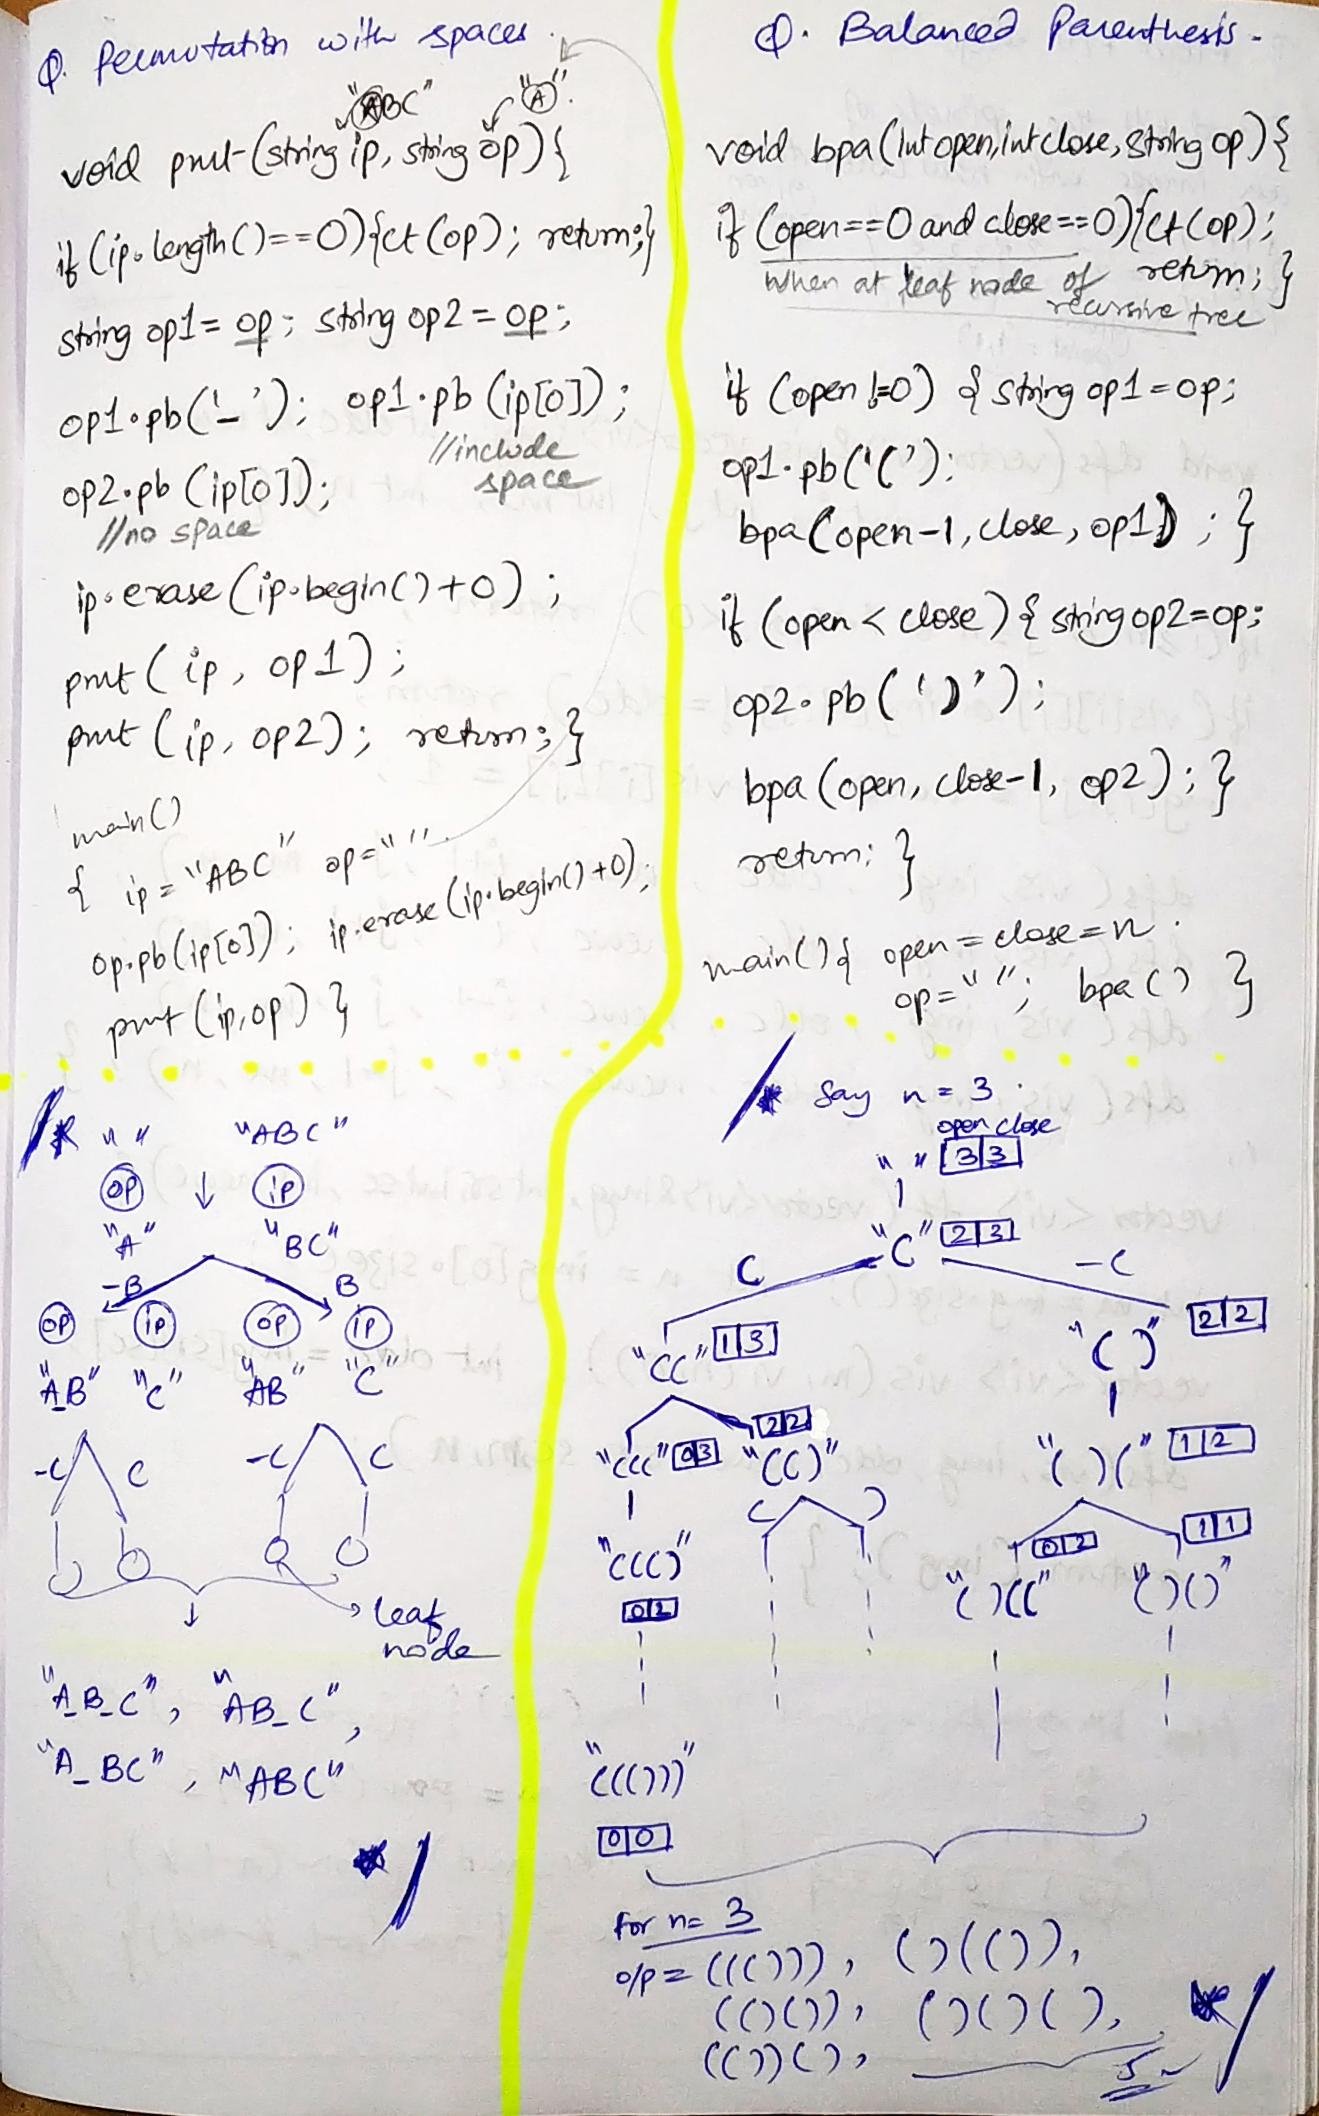 Q. Permutation with spaces.
"ABC" "A".
void pmt(string ip, string op){
if(ip.length()==0){ct(op); return;}
string op1=op; string op2=op;
op1.pb('_'); op1.pb(ip[0]);
//include
space
op2.pb(ip[0]);
//no space
ip.erase(ip.begin()+0);
pmt(ip, op1);
pmt(ip, op2); return;}
main()
{ ip="ABC" op=""
op.pb(ip[0]); ip.erase(ip.begin()+0);
pmt(ip,op) }
/* " " "ABC"
op ip
"A" "BC"
-B B
op ip op ip
"A_B" "C" "AB" "C"
-C C -C C
leaf
node
"A_B_C", "AB_C",
"A_BC", "ABC"
*/
Q. Balanced Parenthesis.
void bpa(int open, int close, string op){
if (open==0 and close==0){ct(op);
return; }
when at leaf node of
recursive tree
if (open !=0) { string op1=op;
op1.pb('(');
bpa(open-1, close, op1); }
if (open < close) { string op2=op;
op2.pb(')');
bpa(open, close-1, op2); }
return; }
main(){ open=close=n.
op=" "; bpa() }
/* Say n=3.
open close
" " 3|3
"(" 2|3
( -(
"((" 1|3 "()" 2|2
"(((" 0|3 "(()" 2|2 "()(" 1|2
( )
"((()" 0|2 "()((" 0|2 "()()" 1|1
"((()))"
0|0
for n=3
o/p = ((())), ()(()),
(()()), ()()(),
(())(), 5
*/